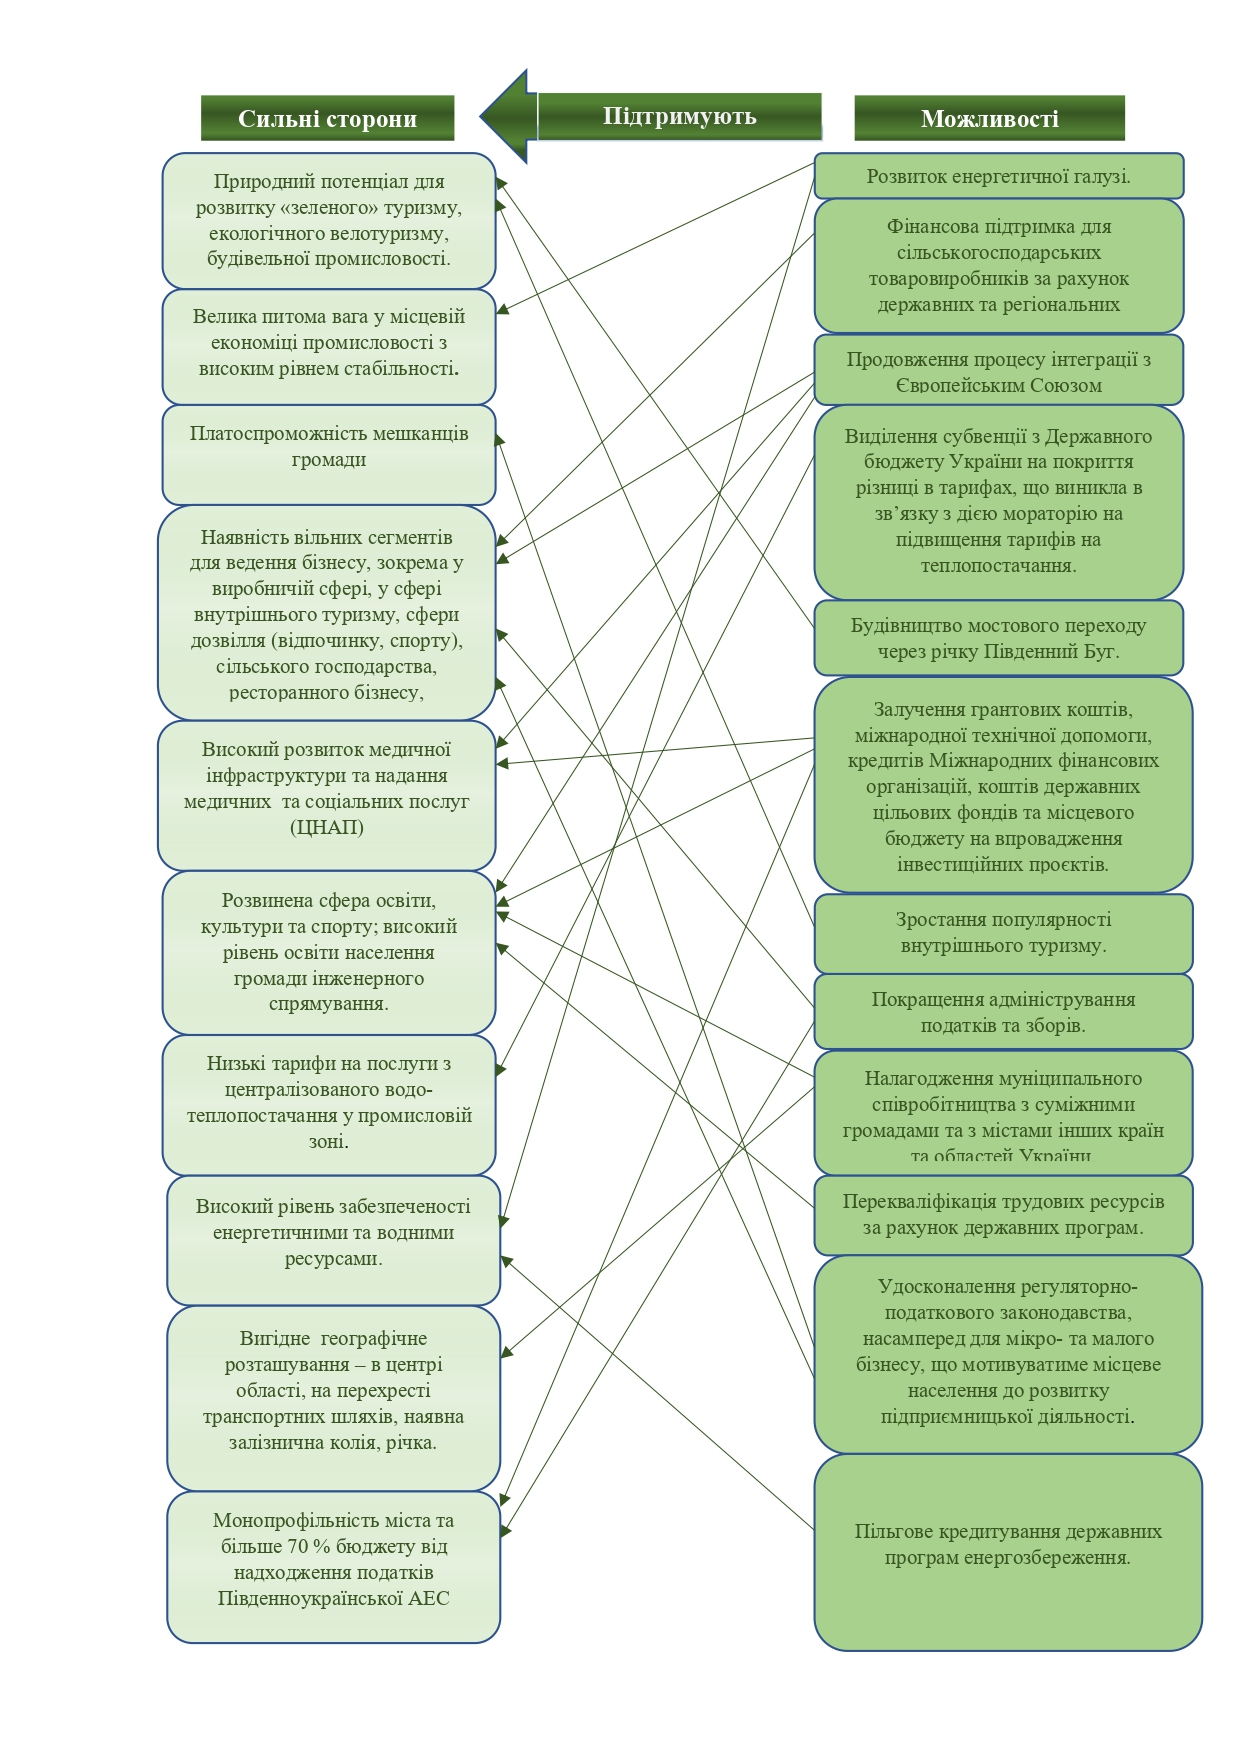 Сильні сторони
Підтримують
Можливості
Природний потенціал для
розвитку «зеленого» туризму,
екологічного велотуризму,
будівельної промисловості.
Велика питома вага у місцевій
економіці промисловості з
високим рівнем стабільності.
Платоспроможність мешканців
громади
Наявність вільних сегментів
для ведення бізнесу, зокрема у
виробничій сфері, у сфері
внутрішнього туризму, сфери
дозвілля (відпочинку, спорту),
сільського господарства,
ресторанного бізнесу,
Високий розвиток медичної
інфраструктури та надання
медичних  та соціальних послуг
(ЦНАП)
Розвинена сфера освіти,
культури та спорту; високий
рівень освіти населення
громади інженерного
спрямування.
Низькі тарифи на послуги з
централізованого водо-
теплопостачання у промисловій
зоні.
Високий рівень забезпеченості
енергетичними та водними
ресурсами.
Вигідне  географічне
розташування – в центрі
області, на перехресті
транспортних шляхів, наявна
залізнична колія, річка.
Монопрофільність міста та
більше 70 % бюджету від
надходження податків
Південноукраїнської АЕС
Розвиток енергетичної галузі.
Фінансова підтримка для
сільськогосподарських
товаровиробників за рахунок
державних та регіональних
Продовження процесу інтеграції з
Європейським Союзом
Виділення субвенції з Державного
бюджету України на покриття
різниці в тарифах, що виникла в
зв’язку з дією мораторію на
підвищення тарифів на
теплопостачання.
Будівництво мостового переходу
через річку Південний Буг.
Залучення грантових коштів,
міжнародної технічної допомоги,
кредитів Міжнародних фінансових
організацій, коштів державних
цільових фондів та місцевого
бюджету на впровадження
інвестиційних проєктів.
Зростання популярності
внутрішнього туризму.
Покращення адміністрування
податків та зборів.
Налагодження муніципального
співробітництва з суміжними
громадами та з містами інших країн
та областей України
Перекваліфікація трудових ресурсів
за рахунок державних програм.
Удосконалення регуляторно-
податкового законодавства,
насамперед для мікро- та малого
бізнесу, що мотивуватиме місцеве
населення до розвитку
підприємницької діяльності.
Пільгове кредитування державних
програм енергозбереження.